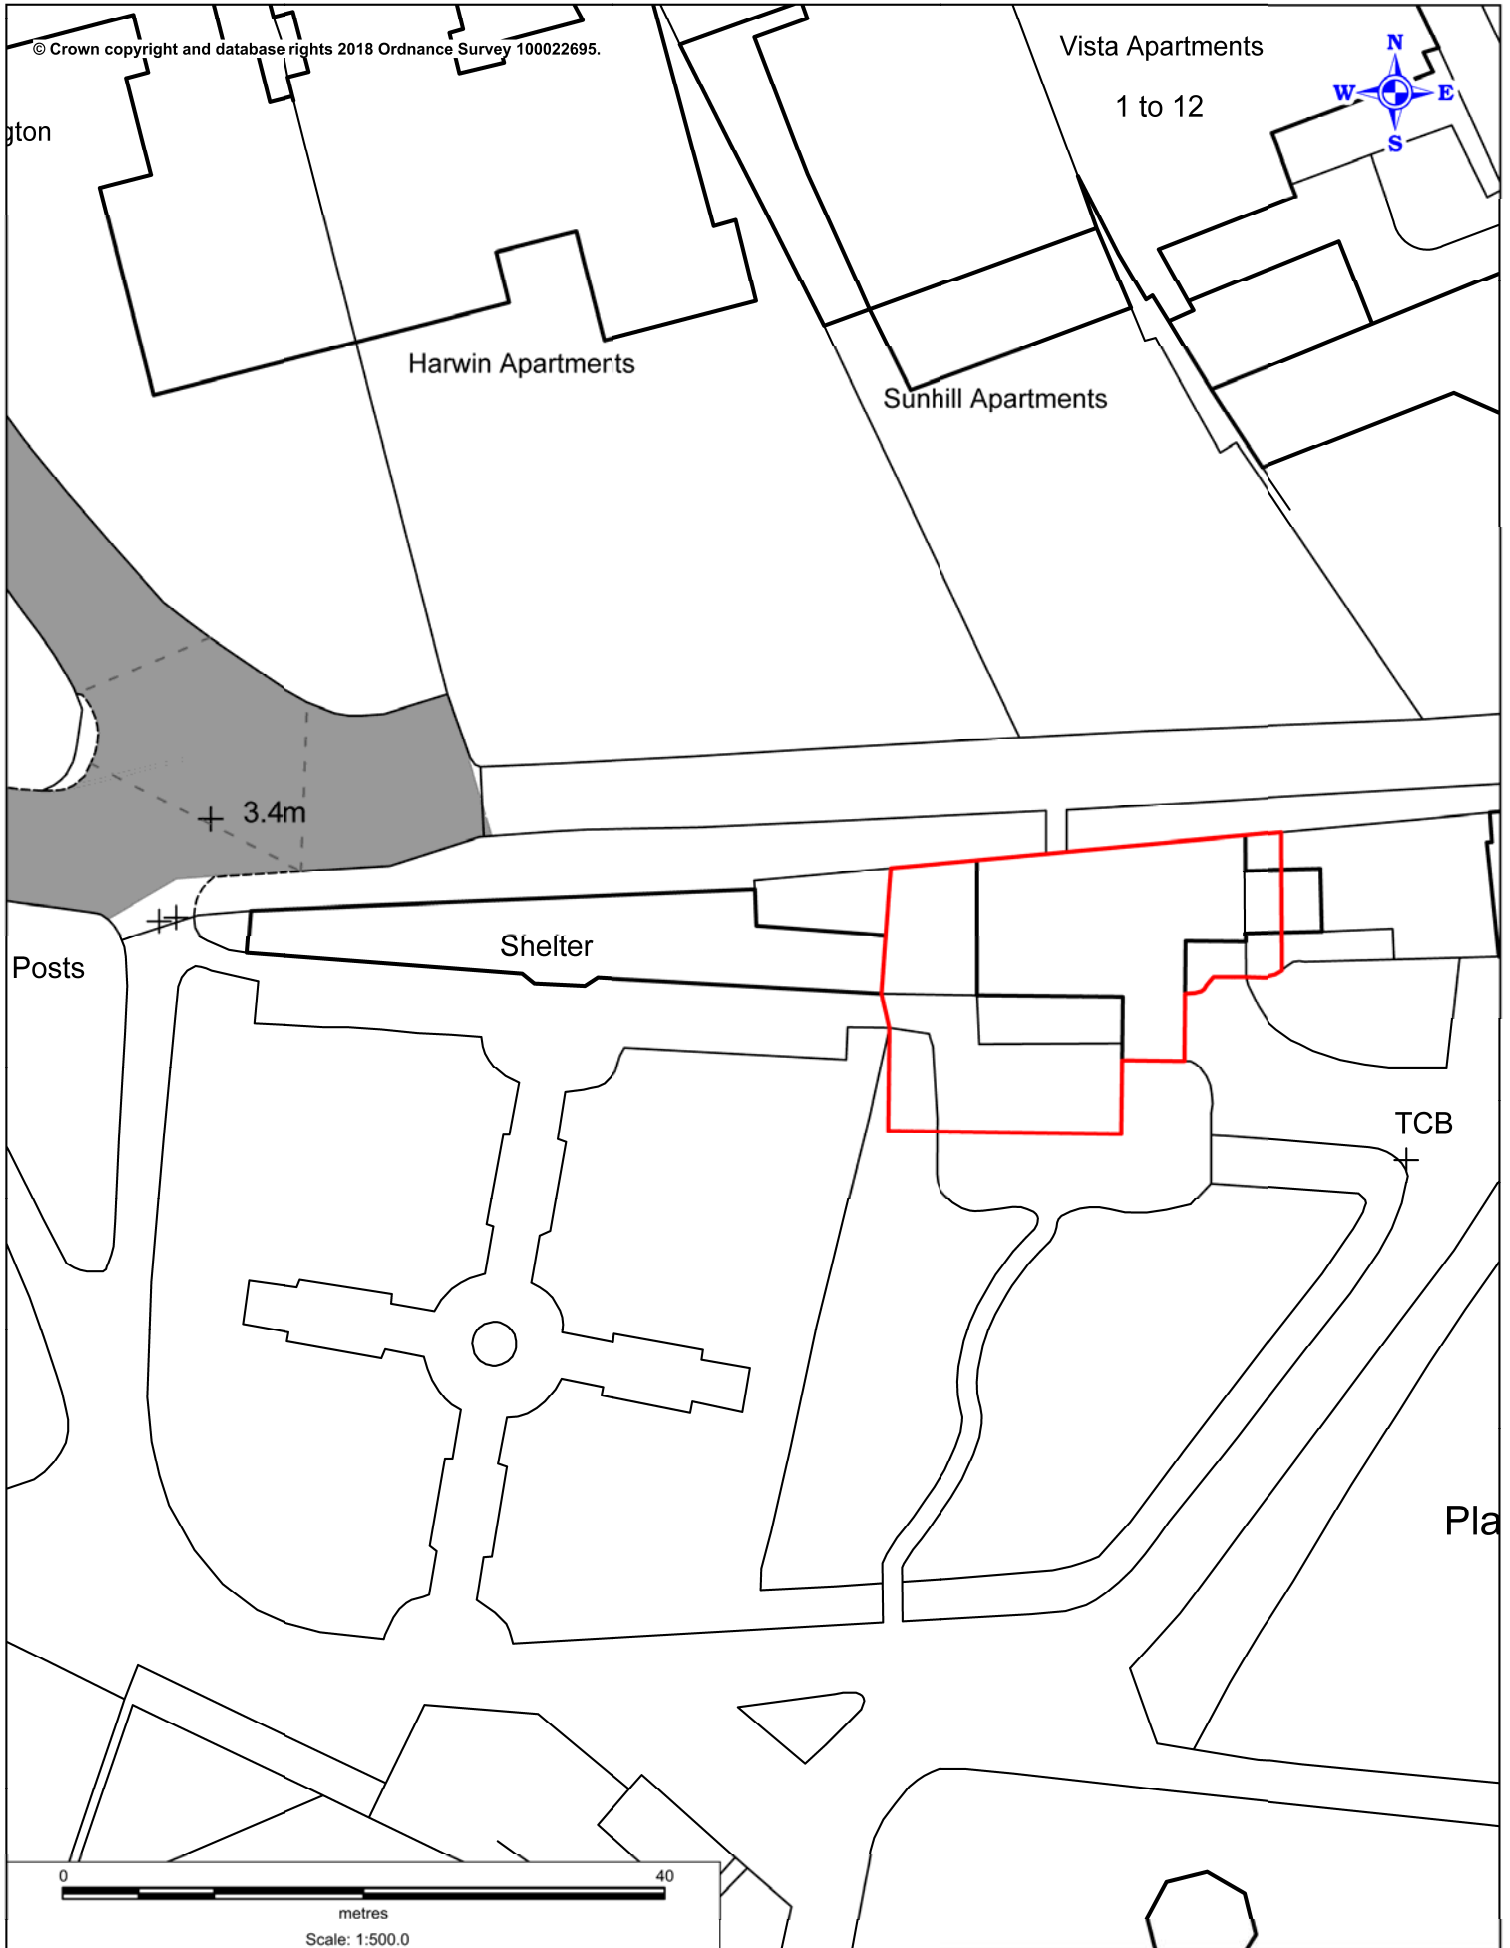 © Crown copyright and database rights 2018 Ordnance Survey 100022695.
Vista Apartments
1 to 12
N
W E
S
gton
Harwin Apartments
Sunhill Apartments
3.4m
Shelter
Posts
TCB
Pla
0 40
metres
Scale: 1:500.0